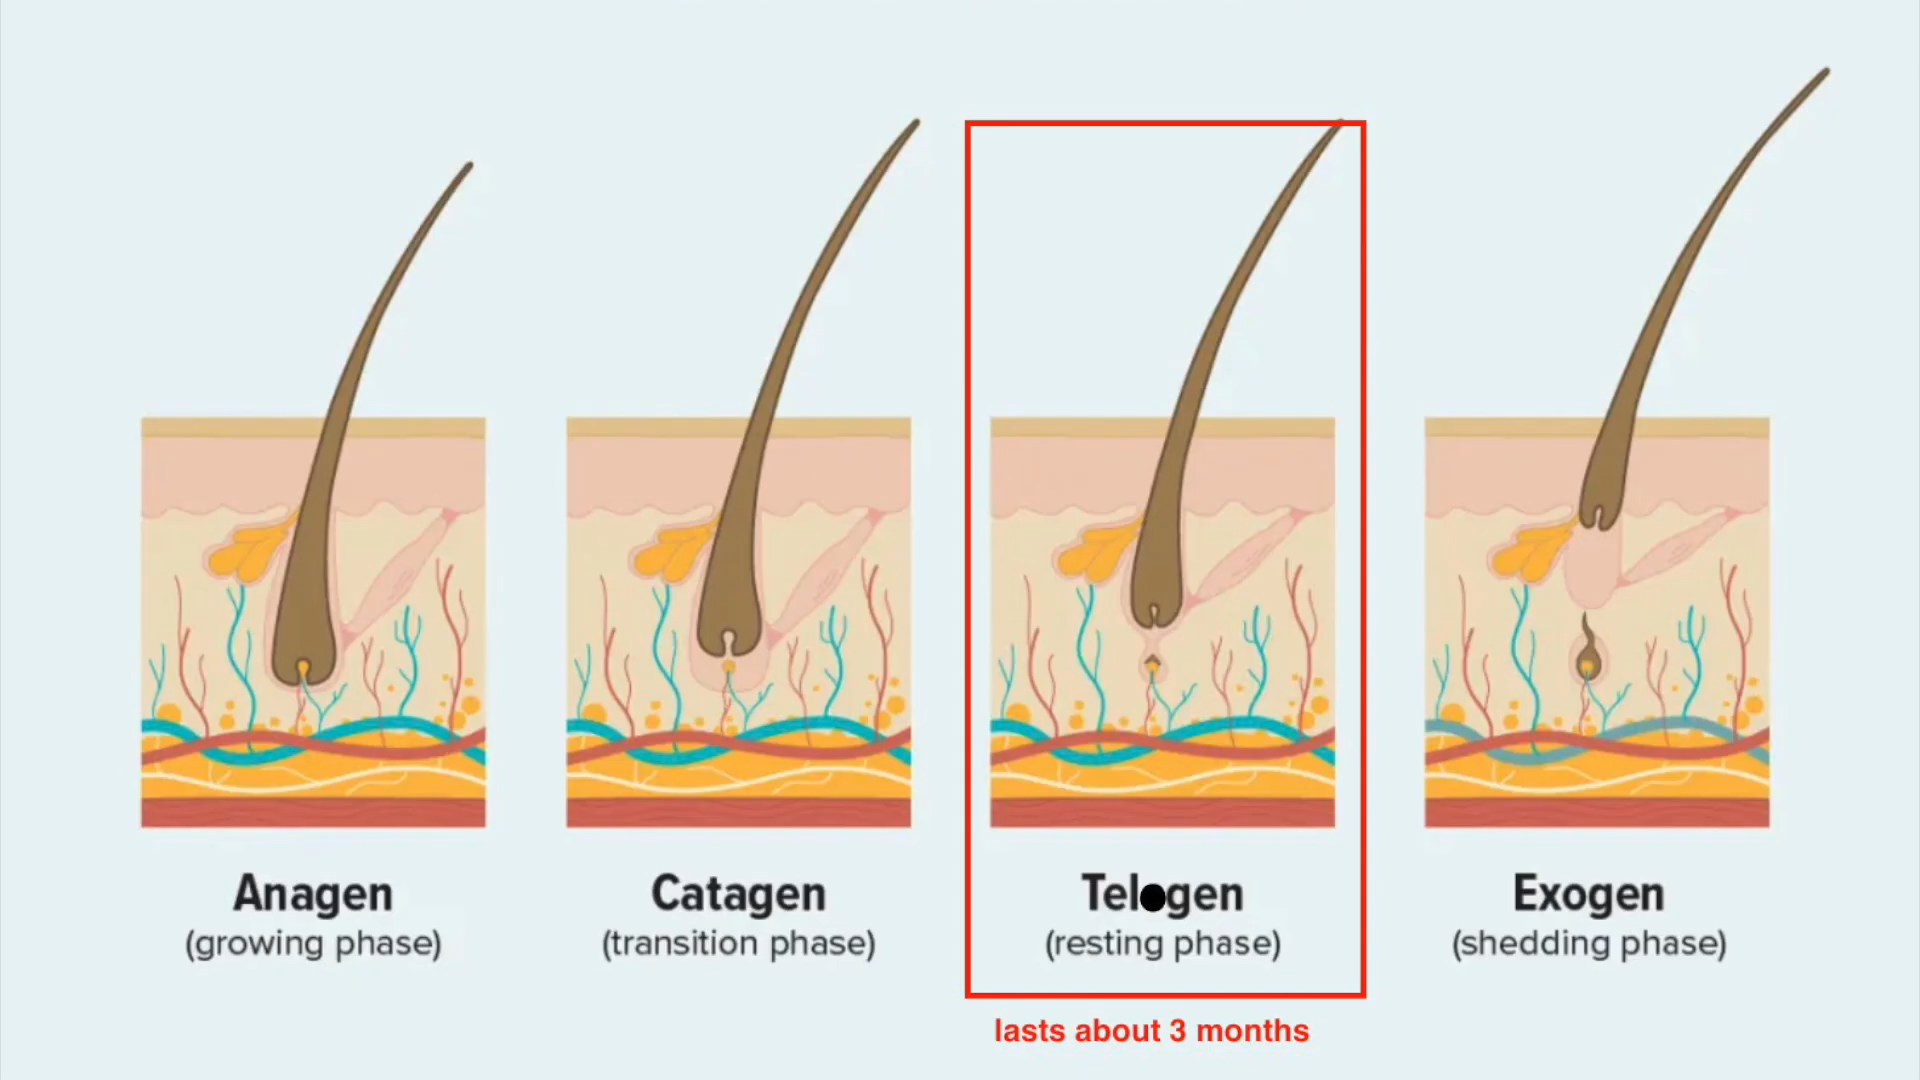 Anagen
(growing phase)
Catagen
(transition phase)
Telogen
(resting phase)
Exogen
(shedding phase)
lasts about 3 months